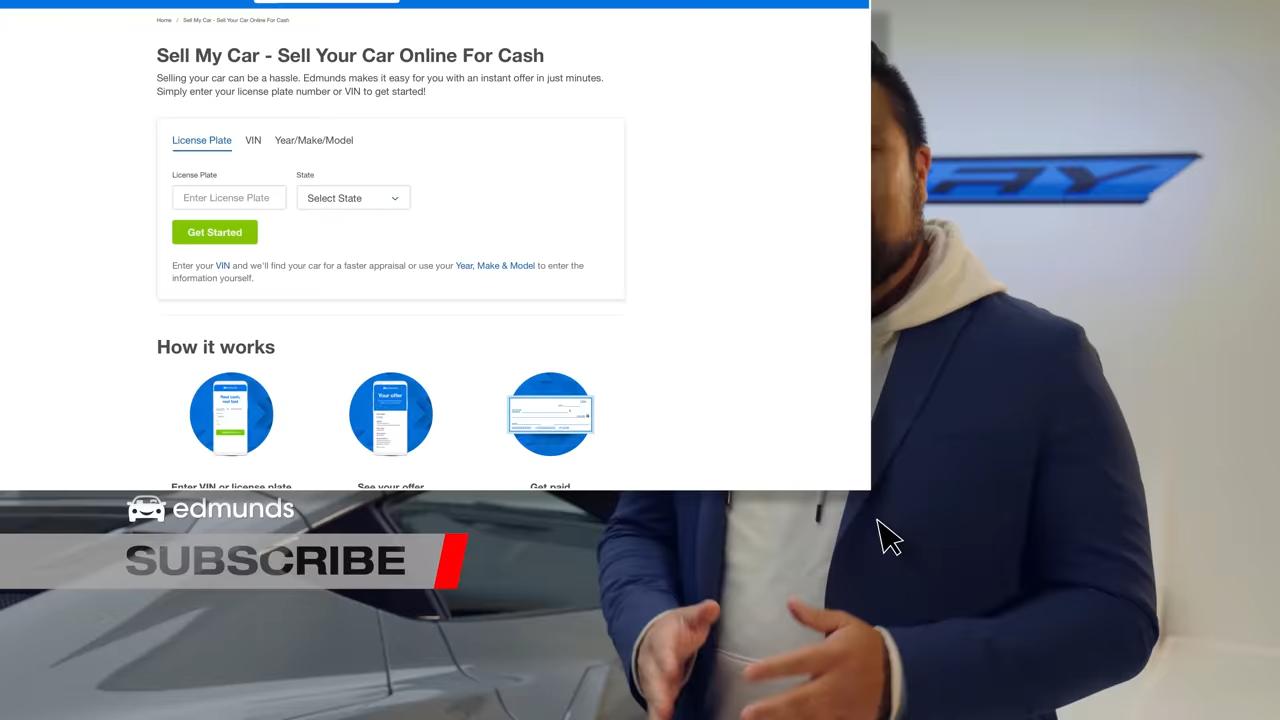 Home / Sell My Car - Sell Your Car Online For Cash
Sell My Car - Sell Your Car Online For Cash
Selling your car can be a hassle. Edmunds makes it easy for you with an instant offer in just minutes.
Simply enter your license plate number or VIN to get started!
License Plate VIN Year/Make/Model
License Plate State
Enter License Plate Select State
Get Started
Enter your VIN and we'll find your car for a faster appraisal or use your Year, Make & Model to enter the
information yourself.
How it works
Your offer
Enter VIN or license plate See your offer Get paid
edmunds
SUBSCRIBE